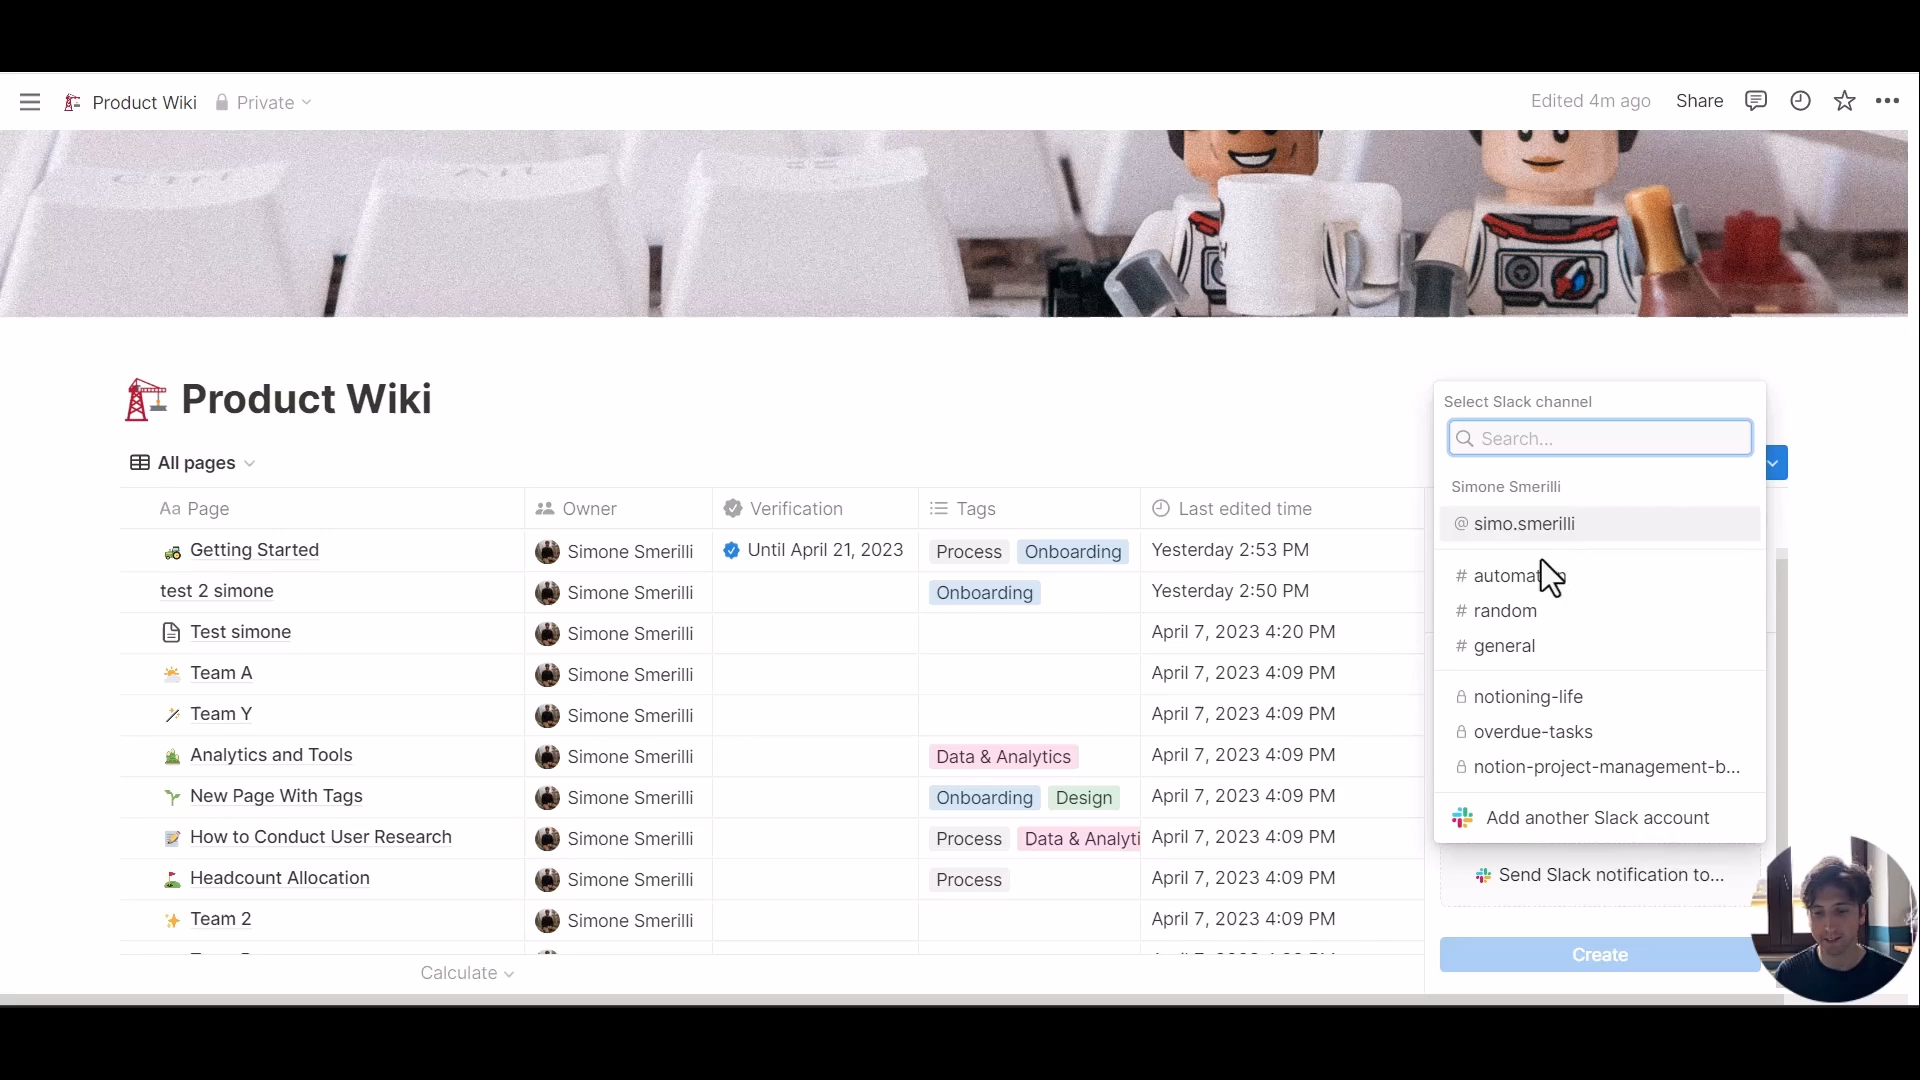 Product Wiki Private
Edited 4m ago Share
Product Wiki
All pages
Aa Page Owner Verification Tags Last edited time
Getting Started Simone Smerilli Until April 21, 2023 Process Onboarding Yesterday 2:53 PM
test 2 simone Simone Smerilli Onboarding Yesterday 2:50 PM
Test simone Simone Smerilli April 7, 2023 4:20 PM
Team A Simone Smerilli April 7, 2023 4:09 PM
Team Y Simone Smerilli April 7, 2023 4:09 PM
Analytics and Tools Simone Smerilli Data & Analytics April 7, 2023 4:09 PM
New Page With Tags Simone Smerilli Onboarding Design April 7, 2023 4:09 PM
How to Conduct User Research Simone Smerilli Process Data & Analyti April 7, 2023 4:09 PM
Headcount Allocation Simone Smerilli Process April 7, 2023 4:09 PM
Team 2 Simone Smerilli April 7, 2023 4:09 PM
Calculate
Select Slack channel
Search...
Simone Smerilli
@ simo.smerilli
#
# random
# general
notioning-life
overdue-tasks
notion-project-management-b...
Add another Slack account
Send Slack notification to...
Create